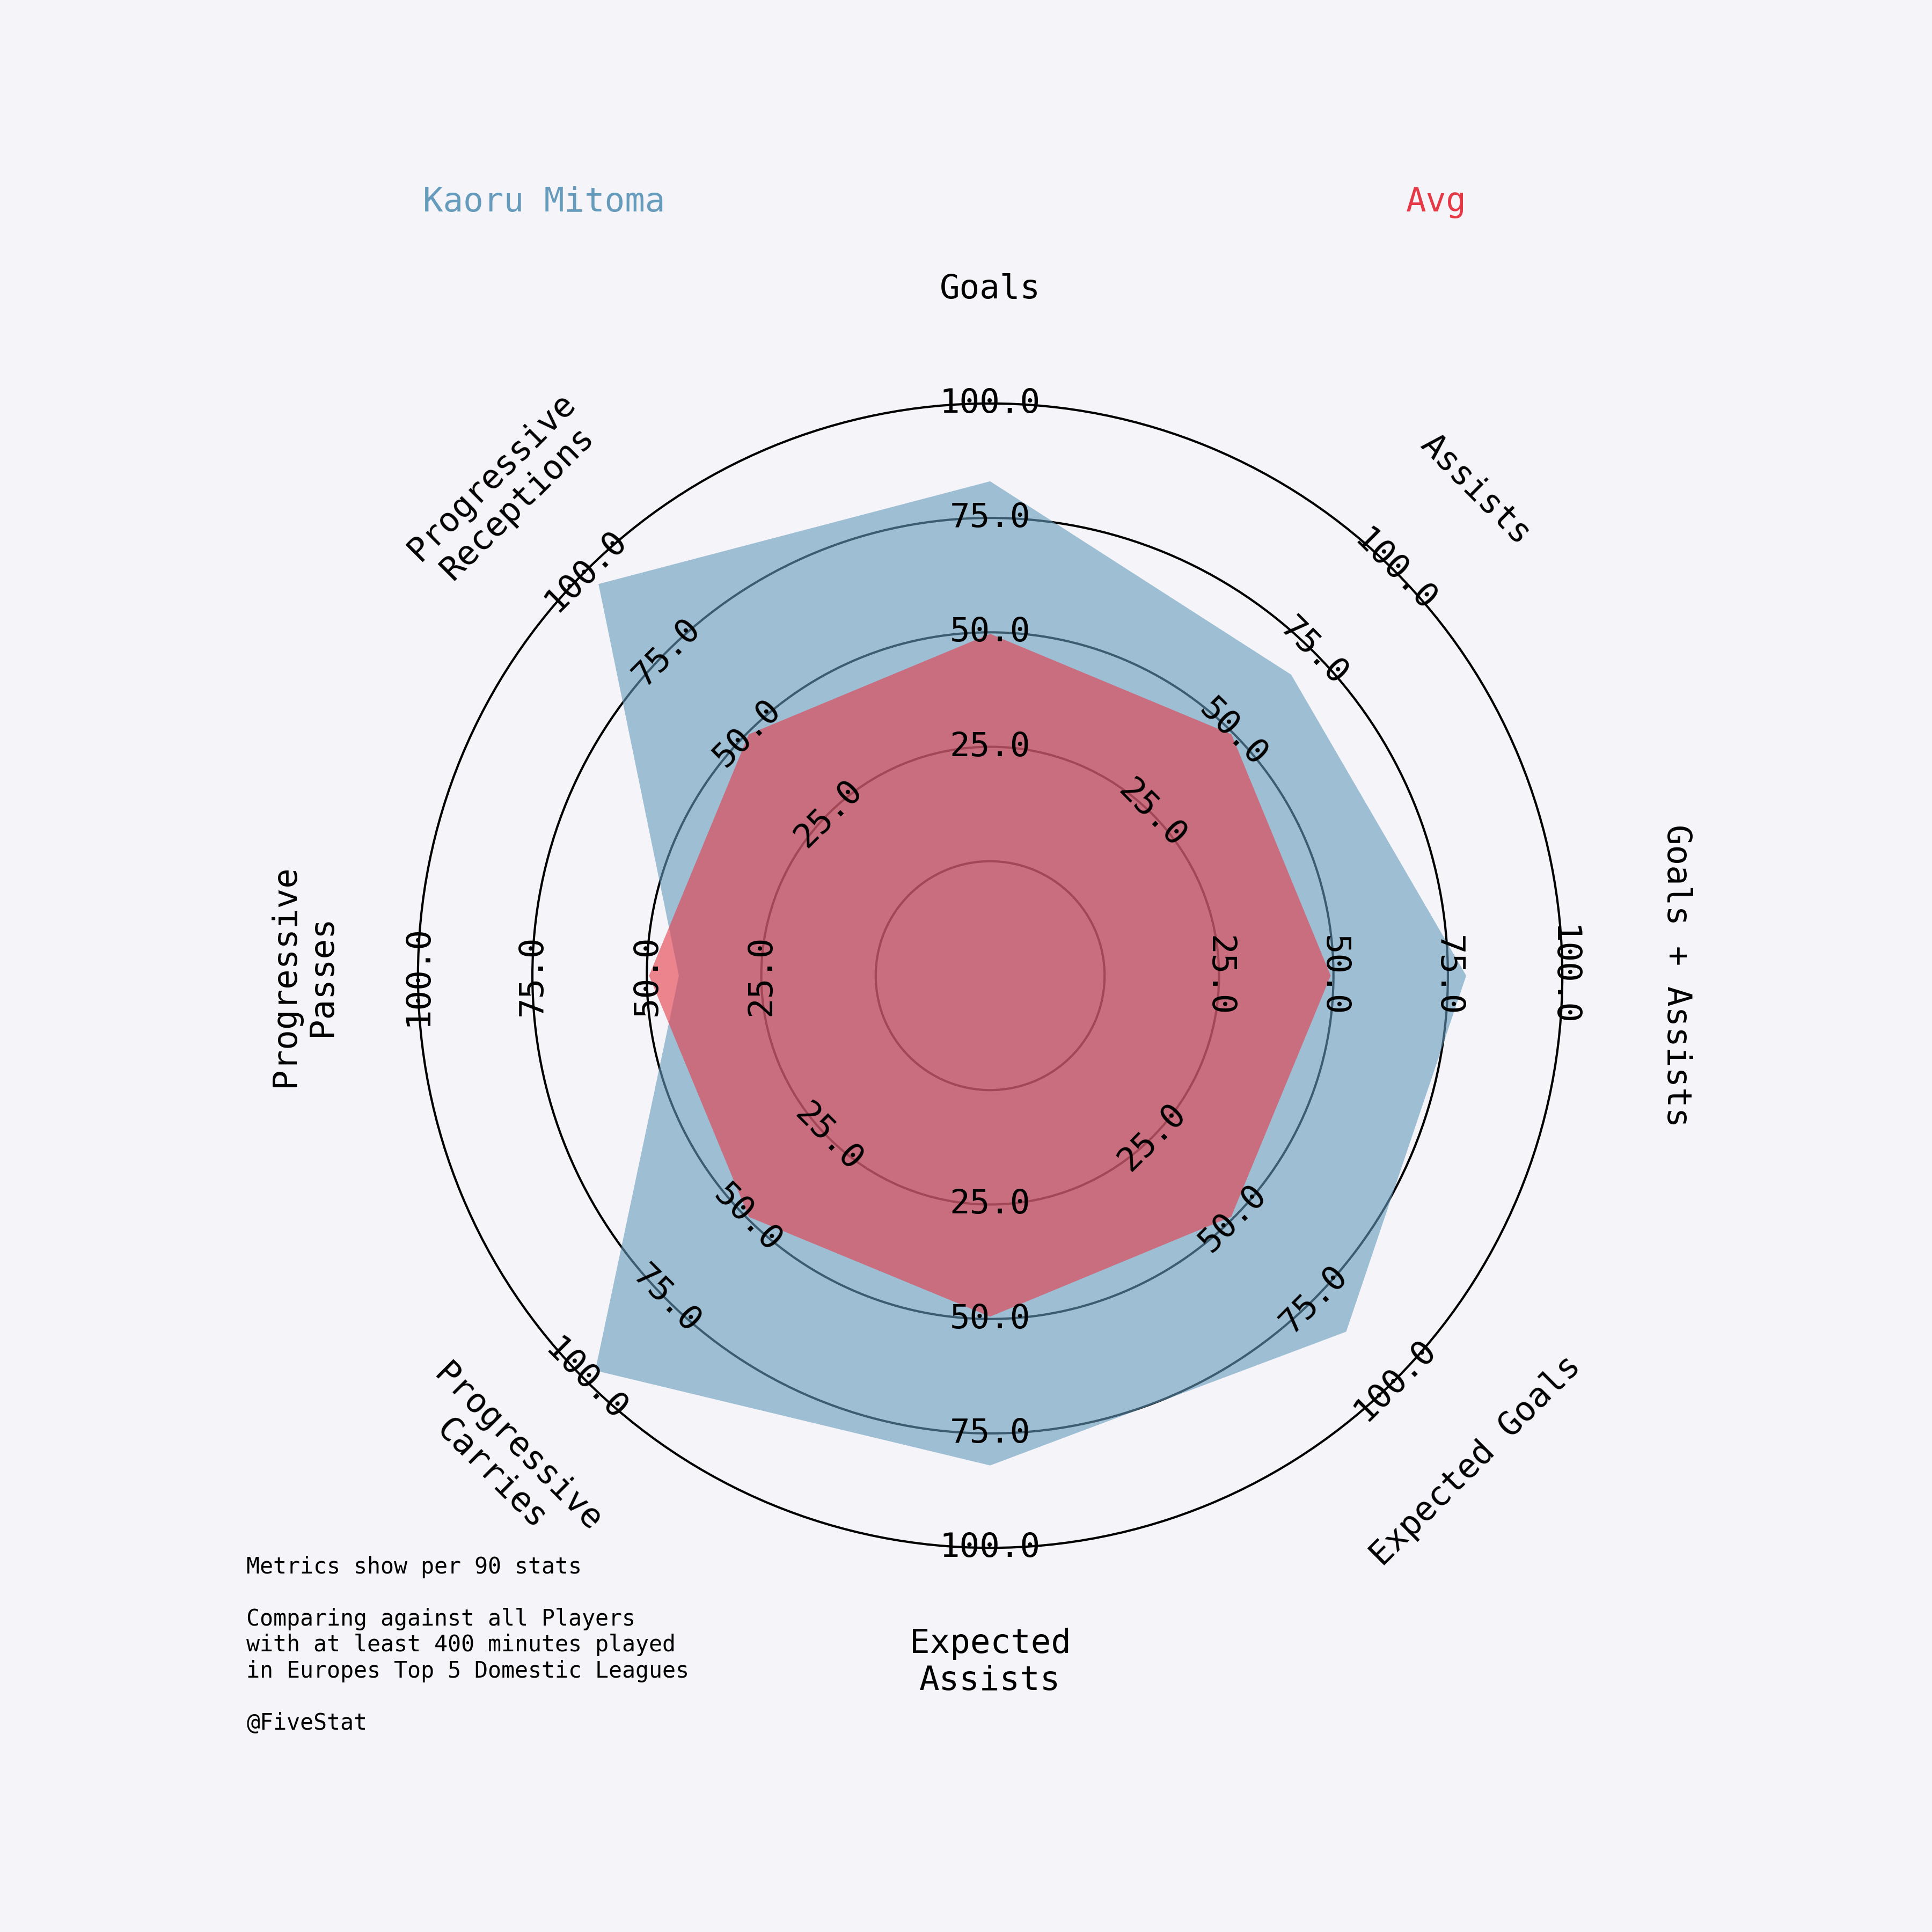 Kaoru Mitoma
Avg
Goals
Assists
Goals + Assists
Expected Goals
Expected
Assists
Progressive
Carries
Progressive
Passes
Progressive
Receptions
25.0
50.0
75.0
100.0
25.0
50.0
75.0
100.0
25.0
50.0
75.0
100.0
25.0
50.0
75.0
100.0
25.0
50.0
75.0
100.0
25.0
50.0
75.0
100.0
25.0
50.0
75.0
100.0
25.0
50.0
75.0
100.0
Metrics show per 90 stats
Comparing against all Players
with at least 400 minutes played
in Europes Top 5 Domestic Leagues
@FiveStat